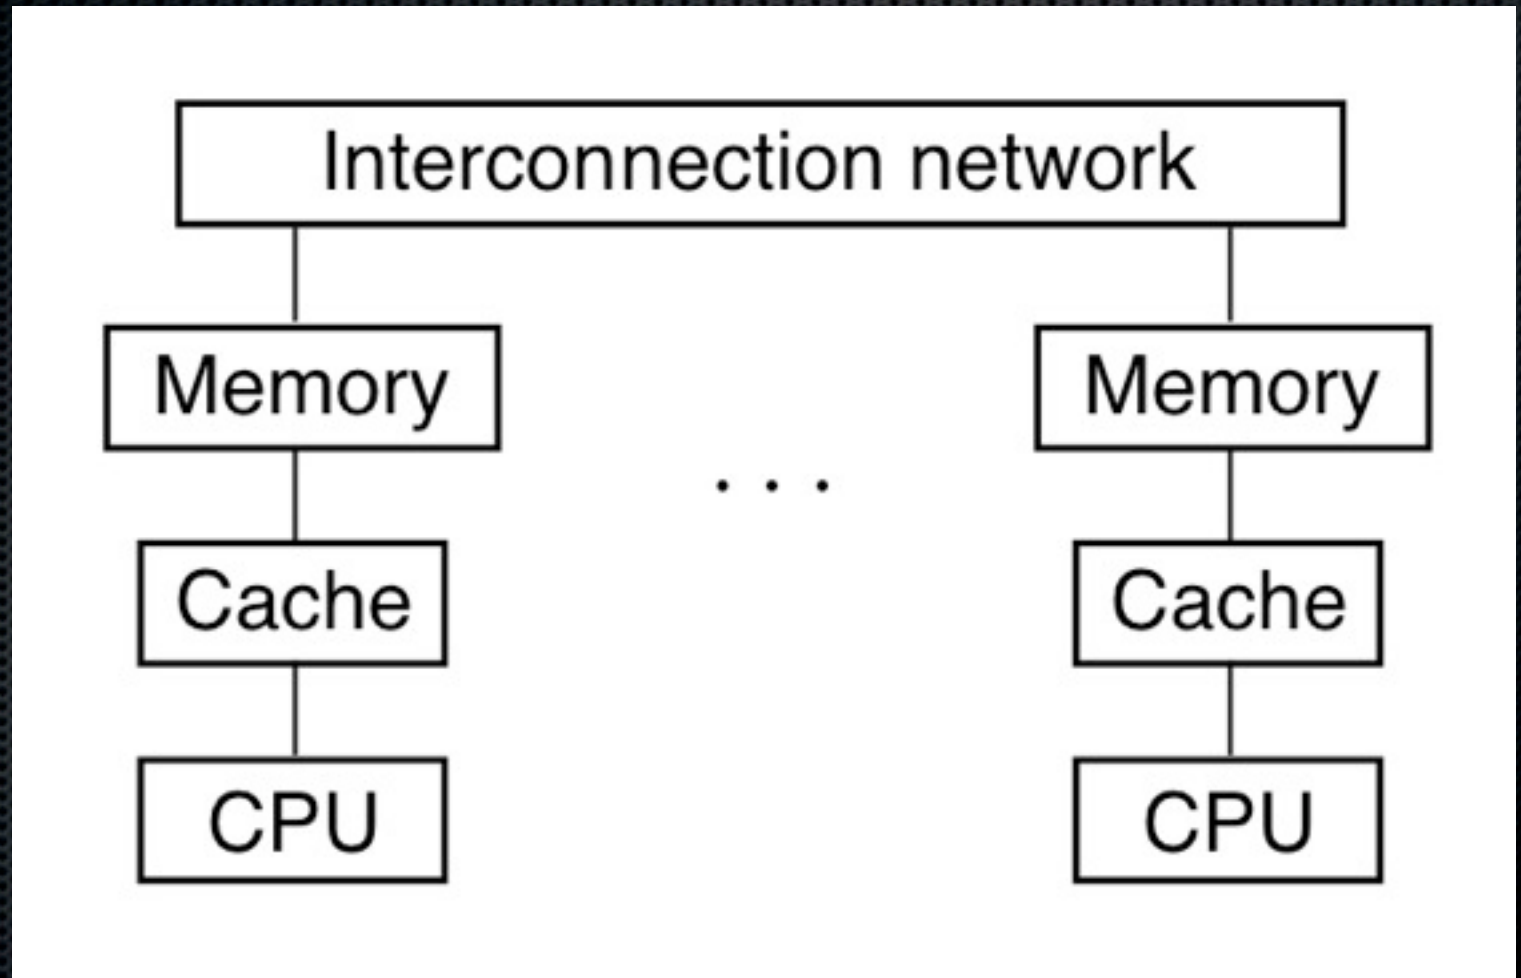 Interconnection network
Memory
Memory
. . .
Cache
Cache
CPU
CPU